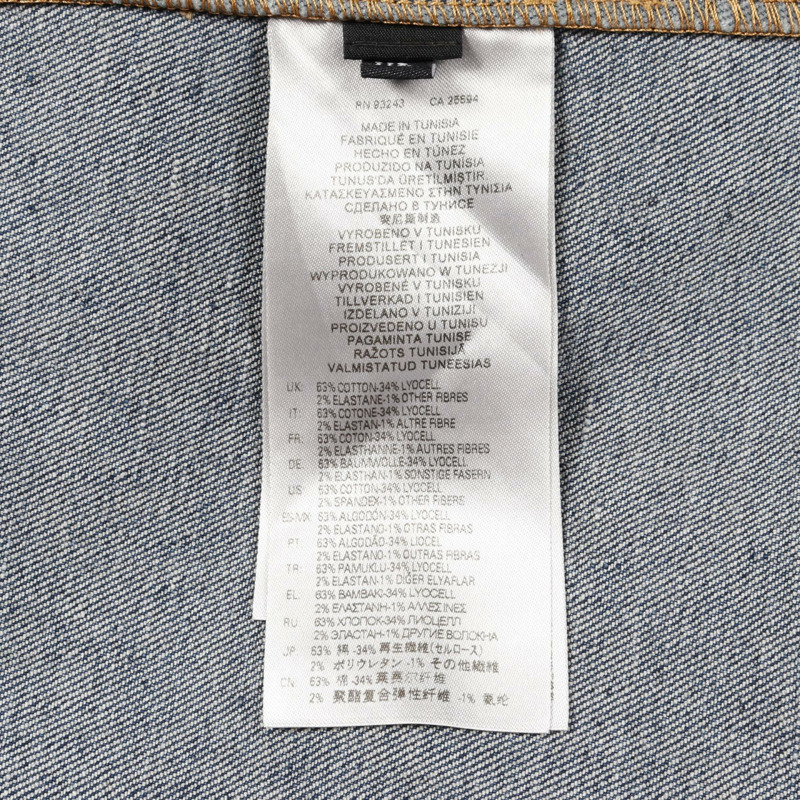 RN 93243 CA 25594
MADE IN TUNISIA
FABRIQUÉ EN TUNISIE
HECHO EN TÚNEZ
PRODUZIDO NA TUNÍSIA
TUNUS'DA ÜRETİLMİŞTİR.
ΚΑΤΑΣΚΕΥΑΣΜΕΝΟ ΣΤΗΝ ΤΥΝΙΣΙΑ
СДЕЛАНО В ТУНИСЕ
突尼斯制造
VYROBENO V TUNISKU
FREMSTILLET I TUNESIEN
PRODUSERT I TUNISIA
WYPRODUKOWANO W TUNEZJI
VYROBENÉ V TUNISKU
TILLVERKAD I TUNISIEN
IZDELANO V TUNIZIJI
PROIZVEDENO U TUNISU
PAGAMINTA TUNISE
RAŽOTS TUNISIJĀ
VALMISTATUD TUNEESIAS
UK: 63% COTTON-34% LYOCELL
2% ELASTANE-1% OTHER FIBRES
IT: 63% COTONE-34% LYOCELL
2% ELASTAN-1% ALTRE FIBRE
FR: 63% COTON-34% LYOCELL
2% ELASTHANNE-1% AUTRES FIBRES
DE: 63% BAUMWOLLE-34% LYOCELL
2% ELASTHAN-1% SONSTIGE FASERN
US: 63% COTTON-34% LYOCELL
2% SPANDEX-1% OTHER FIBERS
ES-MX: 63% ALGODÓN-34% LYOCELL
2% ELASTANO-1% OTRAS FIBRAS
PT: 63% ALGODÃO-34% LIOCEL
2% ELASTANO-1% OUTRAS FIBRAS
TR: 63% PAMUKLU-34% LYOCELL
2% ELASTAN-1% DİĞER ELYAFLAR
EL: 63% ΒΑΜΒΑΚΙ-34% LYOCELL
2% ΕΛΑΣΤΑΝΗ-1% ΑΛΛΕΣ ΙΝΕΣ
RU: 63% ХЛОПОК-34% ЛИОЦЕЛЛ
2% ЭЛАСТАН-1% ДРУГИЕ ВОЛОКНА
JP: 63% 綿 -34% 再生繊維(セルロース)
2% ポリウレタン -1% その他繊維
CN: 63% 棉 -34% 莱赛尔纤维
2% 聚酯复合弹性纤维 -1% 氨纶